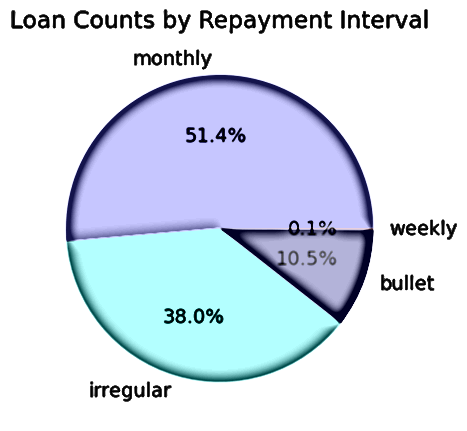 Loan Counts by Repayment Interval
monthly
51.4%
0.1%
weekly
10.5%
bullet
38.0%
irregular